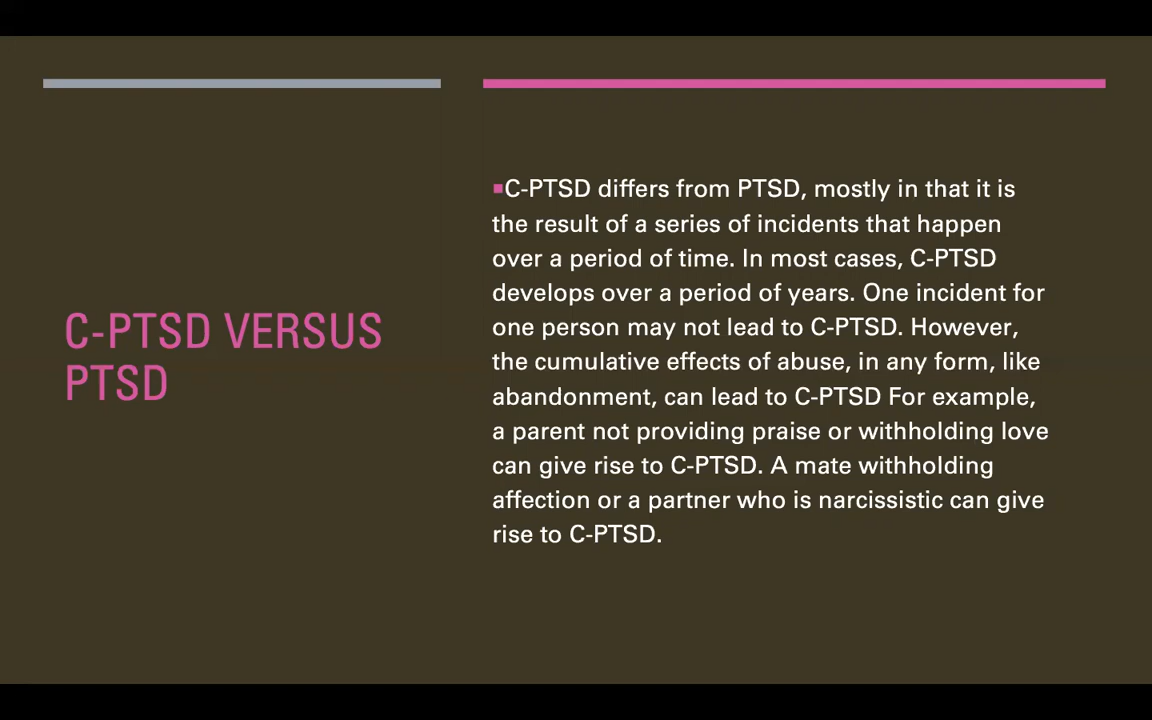 C-PTSD VERSUS
PTSD
▪C-PTSD differs from PTSD, mostly in that it is
the result of a series of incidents that happen
over a period of time. In most cases, C-PTSD
develops over a period of years. One incident for
one person may not lead to C-PTSD. However,
the cumulative effects of abuse, in any form, like
abandonment, can lead to C-PTSD For example,
a parent not providing praise or withholding love
can give rise to C-PTSD. A mate withholding
affection or a partner who is narcissistic can give
rise to C-PTSD.